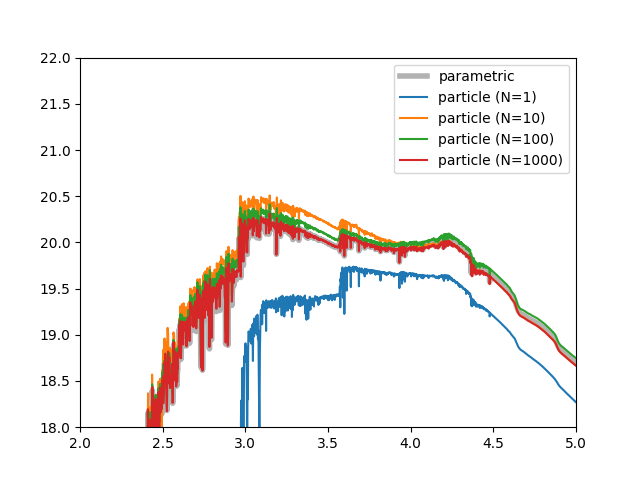 22.0
21.5
21.0
20.5
20.0
19.5
19.0
18.5
18.0
2.0 2.5 3.0 3.5 4.0 4.5 5.0
parametric
particle (N=1)
particle (N=10)
particle (N=100)
particle (N=1000)